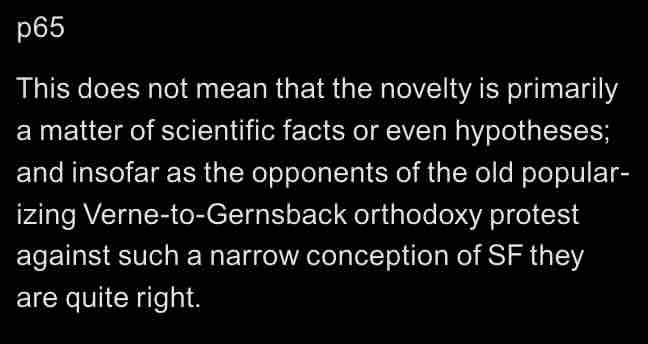 p65
This does not mean that the novelty is primarily
a matter of scientific facts or even hypotheses;
and insofar as the opponents of the old popular-
izing Verne-to-Gernsback orthodoxy protest
against such a narrow conception of SF they
are quite right.